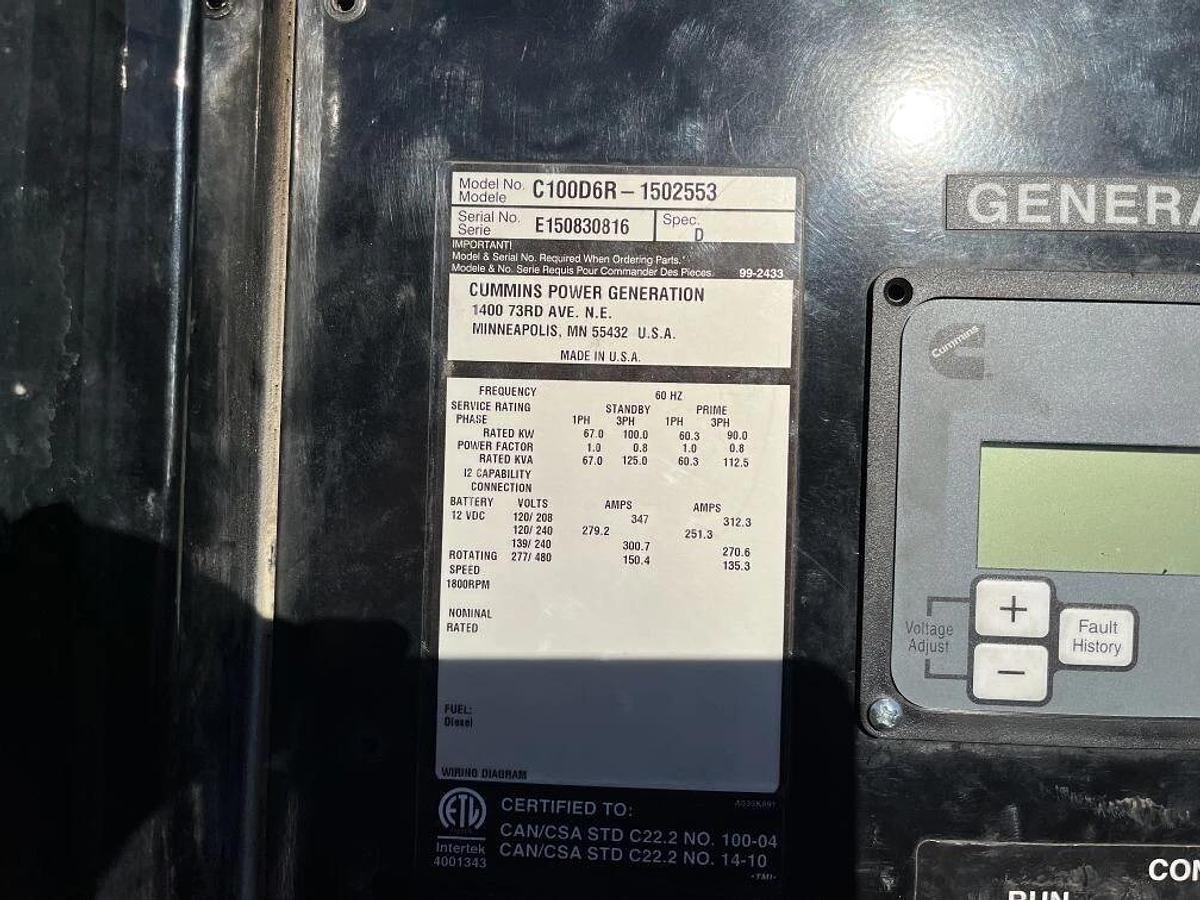 Model No. C100D6R – 1502553
Modele
Serial No. E150830816 Spec. D
Serie
IMPORTANT!
Model & Serial No. Required When Ordering Parts.
Modele & No. Serie Requis Pour Commander Des Pieces. 99-2433
CUMMINS POWER GENERATION
1400 73RD AVE. N.E.
MINNEAPOLIS, MN 55432 U.S.A.
MADE IN U.S.A.
FREQUENCY 60 HZ
SERVICE RATING STANDBY PRIME
PHASE 1PH 3PH 1PH 3PH
RATED KW 67.0 100.0 60.3 90.0
POWER FACTOR 1.0 0.8 1.0 0.8
RATED KVA 67.0 125.0 60.3 112.5
I2 CAPABILITY
CONNECTION
BATTERY VOLTS AMPS AMPS
12 VDC 120/ 208 347 312.3
120/ 240 279.2 251.3
139/ 240 300.7 270.6
ROTATING 277/ 480 150.4 135.3
SPEED
1800RPM
NOMINAL
RATED
FUEL:
Diesel
WIRING DIAGRAM
ETL
Intertek
4001343
CERTIFIED TO:
CAN/CSA STD C22.2 NO. 100-04
CAN/CSA STD C22.2 NO. 14-10
-TMI-
GENERA
Cummins
+
Voltage
Adjust
−
Fault
History
CON
RUN